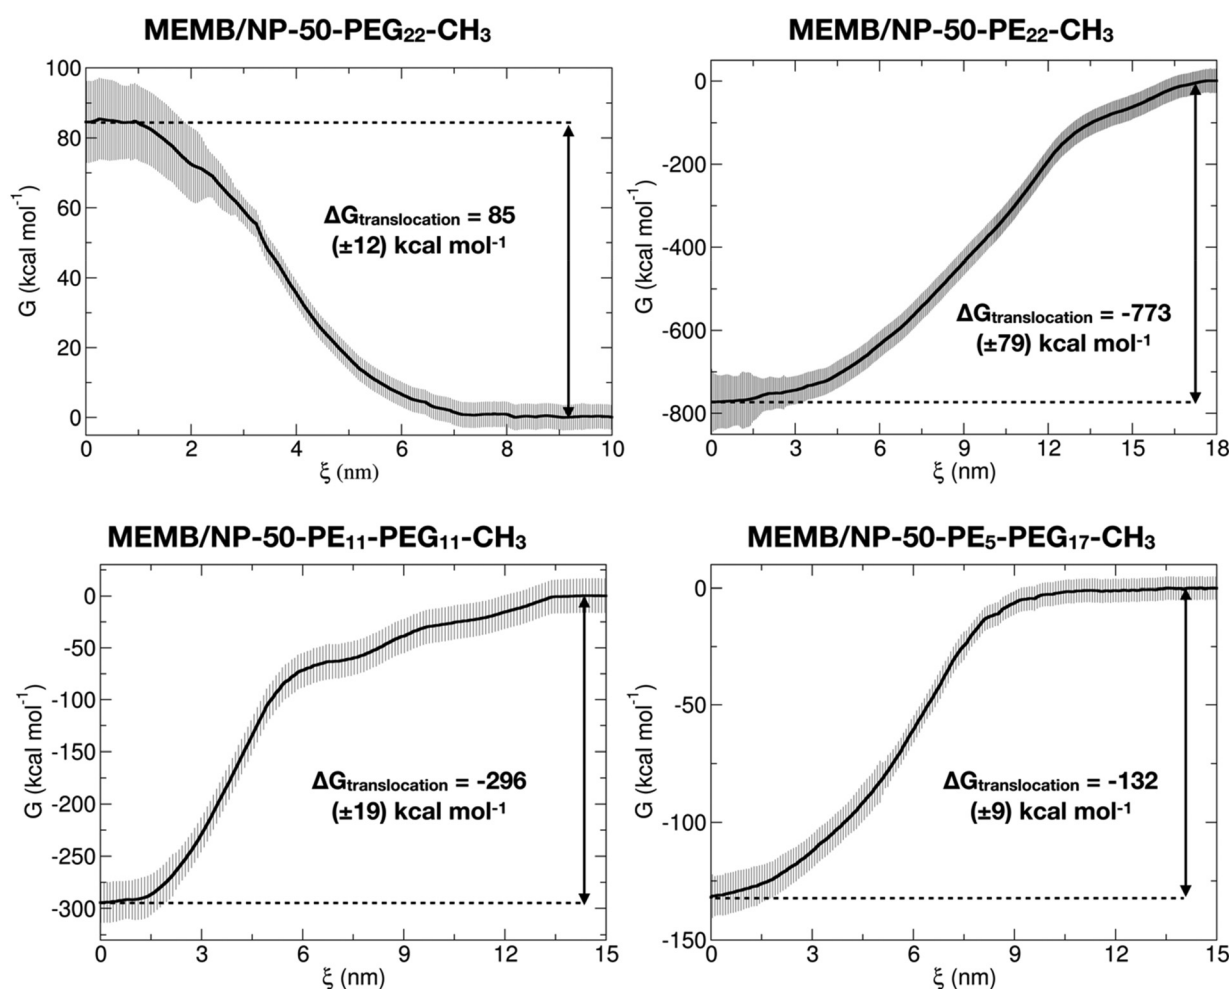 MEMB/NP-50-PEG₂₂-CH₃
100
80
60
40
20
0
G (kcal mol⁻¹)
ΔGtranslocation = 85
(±12) kcal mol⁻¹
0 2 4 6 8 10
ξ (nm)
MEMB/NP-50-PE₂₂-CH₃
0
-200
-400
-600
-800
G (kcal mol⁻¹)
ΔGtranslocation = -773
(±79) kcal mol⁻¹
0 3 6 9 12 15 18
ξ (nm)
MEMB/NP-50-PE₁₁-PEG₁₁-CH₃
0
-50
-100
-150
-200
-250
-300
G (kcal mol⁻¹)
ΔGtranslocation = -296
(±19) kcal mol⁻¹
0 3 6 9 12 15
ξ (nm)
MEMB/NP-50-PE₅-PEG₁₇-CH₃
0
-50
-100
-150
G (kcal mol⁻¹)
ΔGtranslocation = -132
(±9) kcal mol⁻¹
0 3 6 9 12 15
ξ (nm)